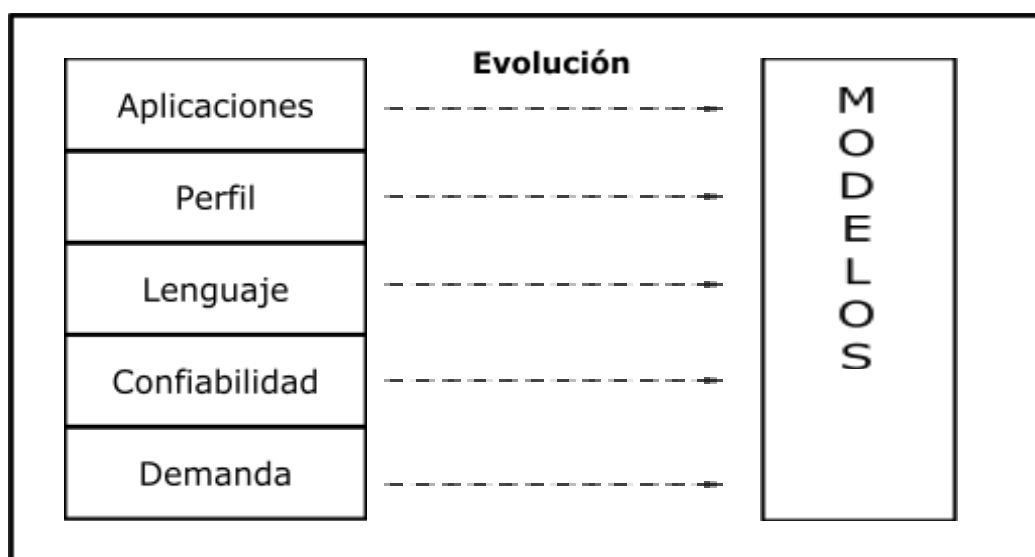 Evolución
Aplicaciones
Perfil
Lenguaje
Confiabilidad
Demanda
M
O
D
E
L
O
S